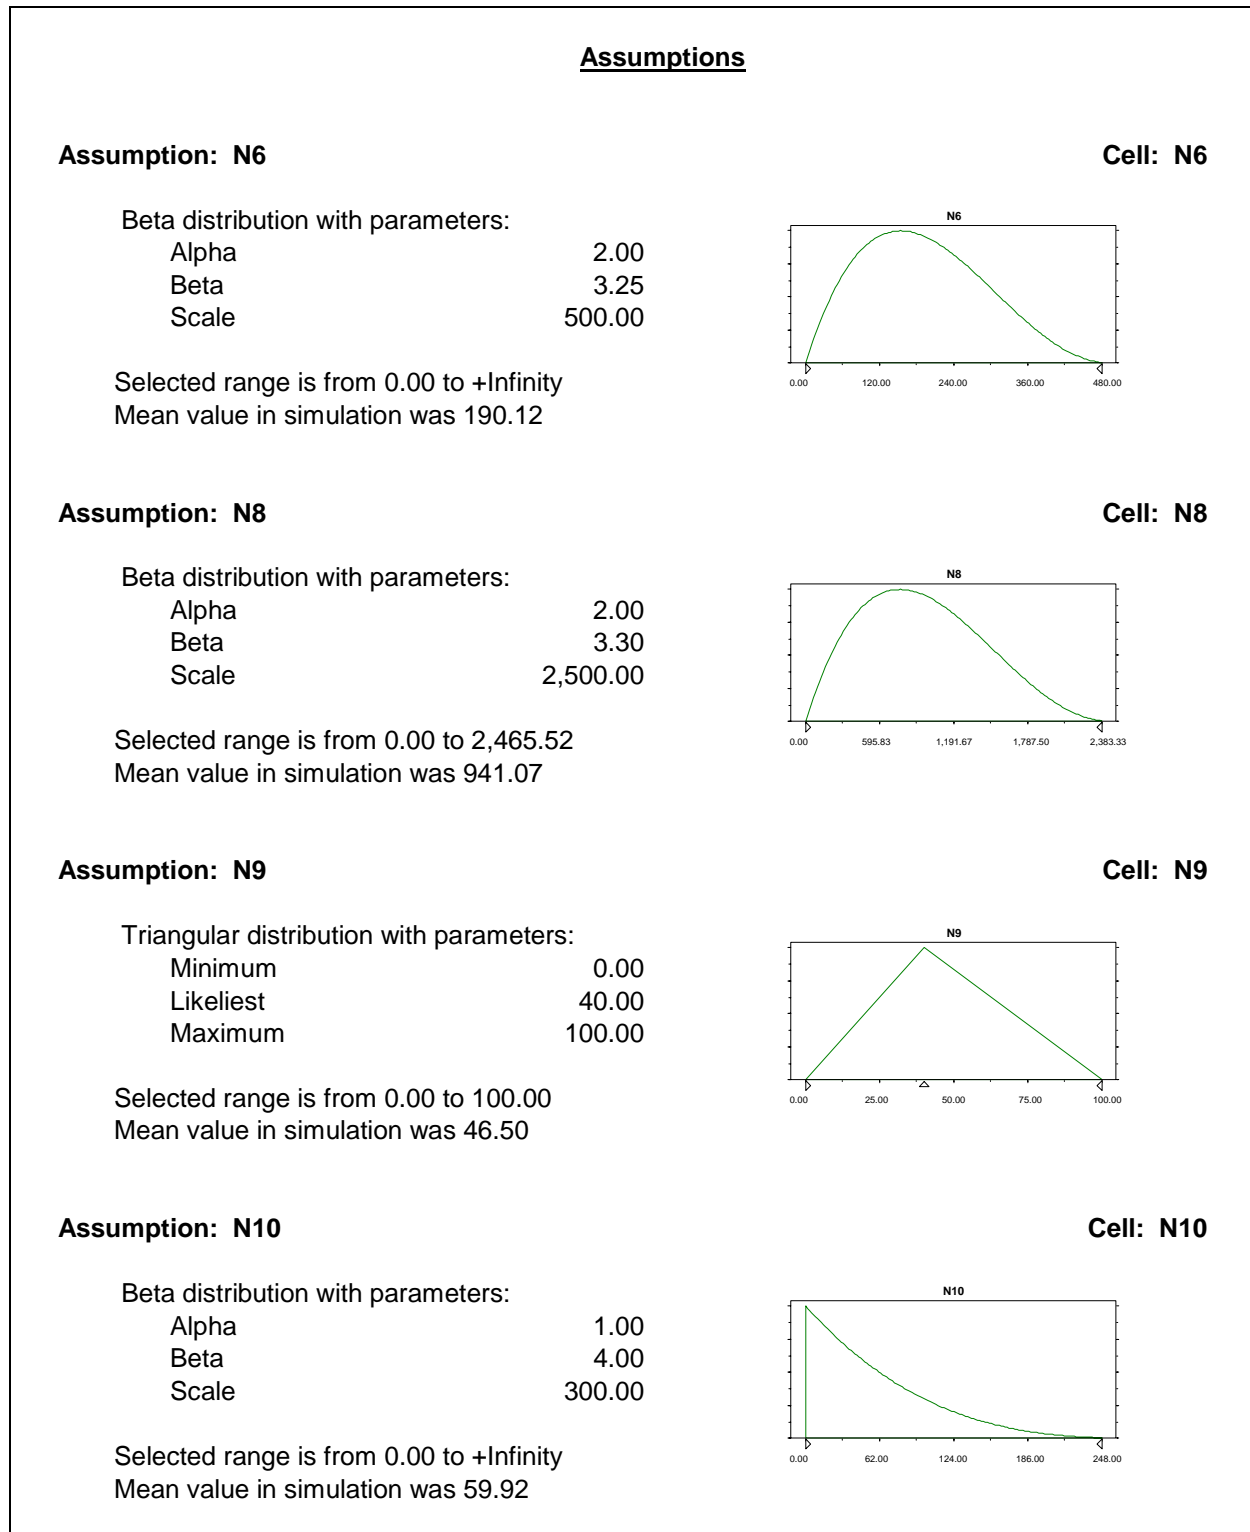 Assumptions
Assumption: N6 Cell: N6
Beta distribution with parameters:
Alpha 2.00
Beta 3.25
Scale 500.00
Selected range is from 0.00 to +Infinity
Mean value in simulation was 190.12
N6
0.00 120.00 240.00 360.00 480.00
Assumption: N8 Cell: N8
Beta distribution with parameters:
Alpha 2.00
Beta 3.30
Scale 2,500.00
Selected range is from 0.00 to 2,465.52
Mean value in simulation was 941.07
N8
0.00 595.83 1,191.67 1,787.50 2,383.33
Assumption: N9 Cell: N9
Triangular distribution with parameters:
Minimum 0.00
Likeliest 40.00
Maximum 100.00
Selected range is from 0.00 to 100.00
Mean value in simulation was 46.50
N9
0.00 25.00 50.00 75.00 100.00
Assumption: N10 Cell: N10
Beta distribution with parameters:
Alpha 1.00
Beta 4.00
Scale 300.00
Selected range is from 0.00 to +Infinity
Mean value in simulation was 59.92
N10
0.00 62.00 124.00 186.00 248.00